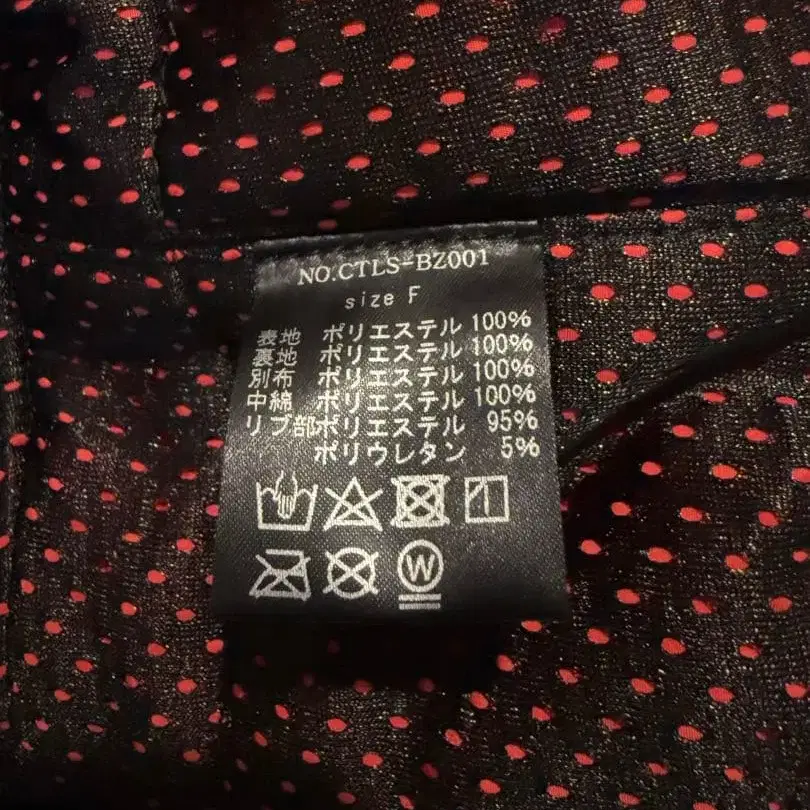 NO.CTLS-BZ001
size F
表地 ポリエステル 100%
裏地 ポリエステル 100%
別布 ポリエステル 100%
中綿 ポリエステル 100%
リブ部ポリエステル 95%
ポリウレタン 5%
W